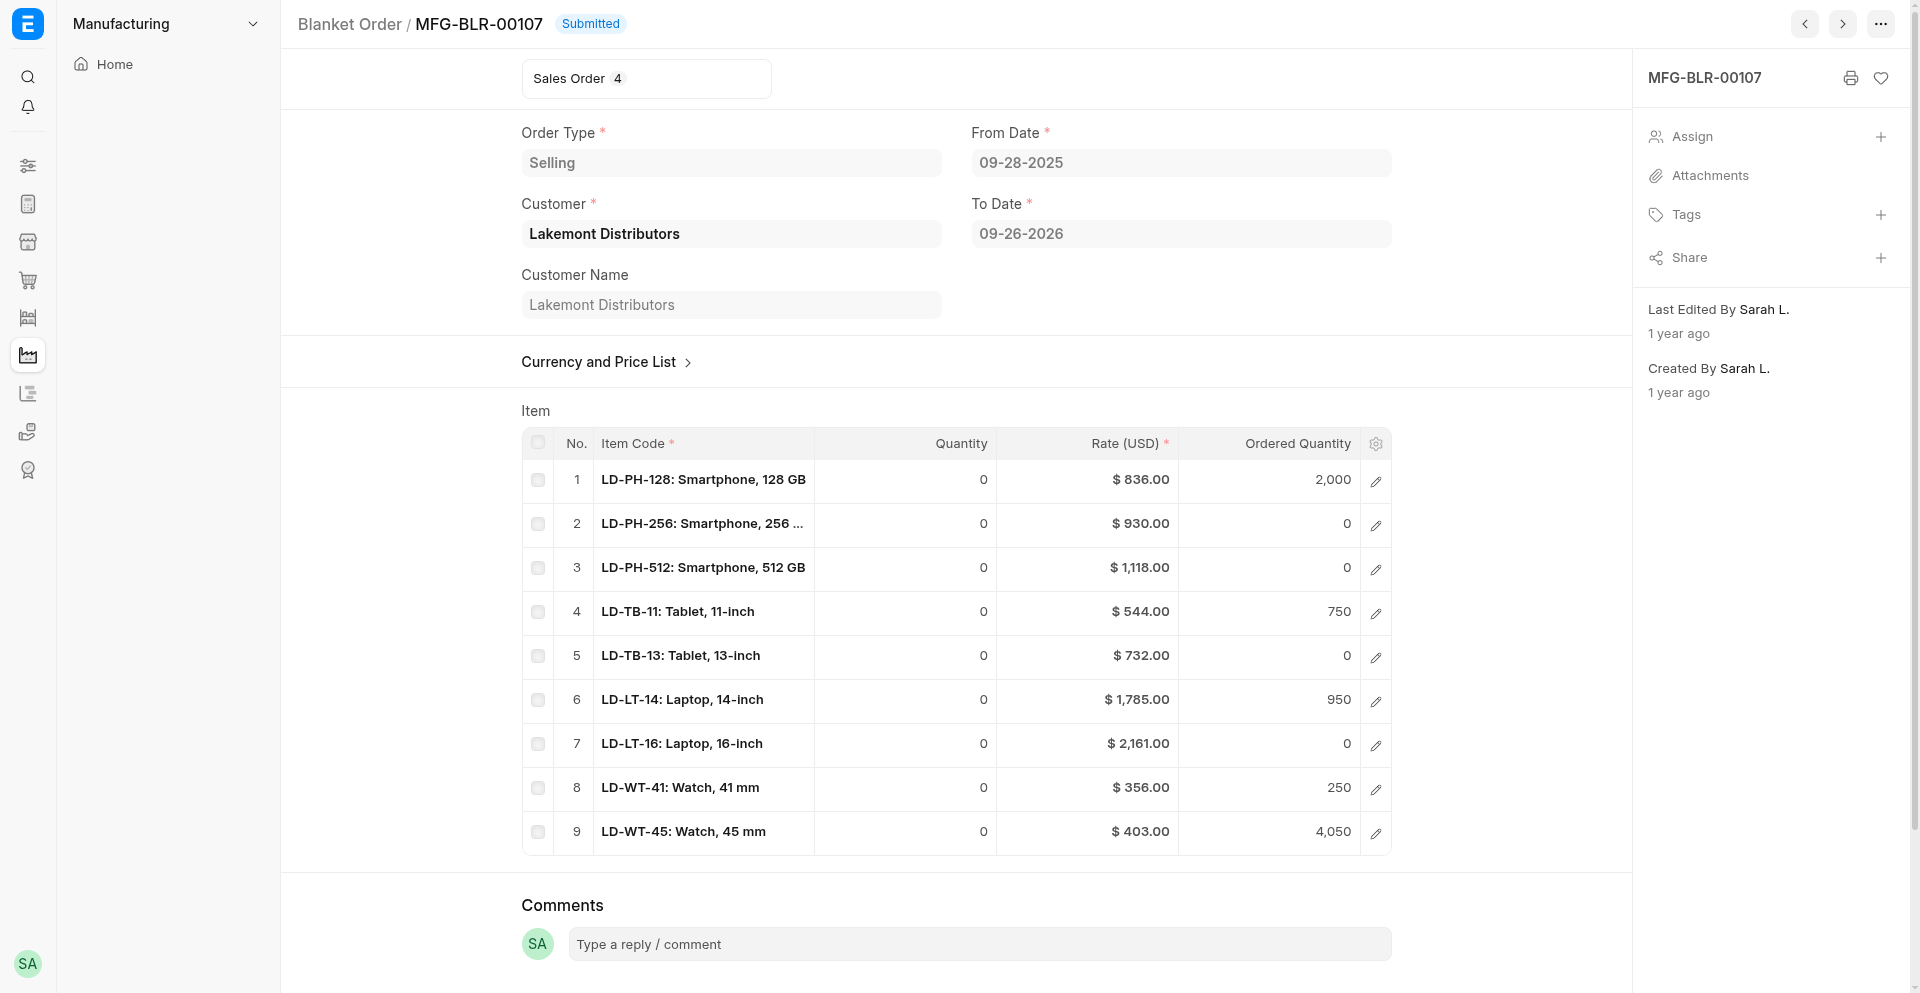 Manufacturing
Home
SA
Blanket Order / MFG-BLR-00107 Submitted
Sales Order 4
Order Type *
Selling
From Date *
09-28-2025
Customer *
Lakemont Distributors
To Date *
09-26-2026
Customer Name
Lakemont Distributors
Currency and Price List
Item
No. Item Code * Quantity Rate (USD) * Ordered Quantity
1 LD-PH-128: Smartphone, 128 GB 0 $ 836.00 2,000
2 LD-PH-256: Smartphone, 256 ... 0 $ 930.00 0
3 LD-PH-512: Smartphone, 512 GB 0 $ 1,118.00 0
4 LD-TB-11: Tablet, 11-inch 0 $ 544.00 750
5 LD-TB-13: Tablet, 13-inch 0 $ 732.00 0
6 LD-LT-14: Laptop, 14-inch 0 $ 1,785.00 950
7 LD-LT-16: Laptop, 16-inch 0 $ 2,161.00 0
8 LD-WT-41: Watch, 41 mm 0 $ 356.00 250
9 LD-WT-45: Watch, 45 mm 0 $ 403.00 4,050
Comments
SA Type a reply / comment
MFG-BLR-00107
Assign
Attachments
Tags
Share
Last Edited By Sarah L.
1 year ago
Created By Sarah L.
1 year ago